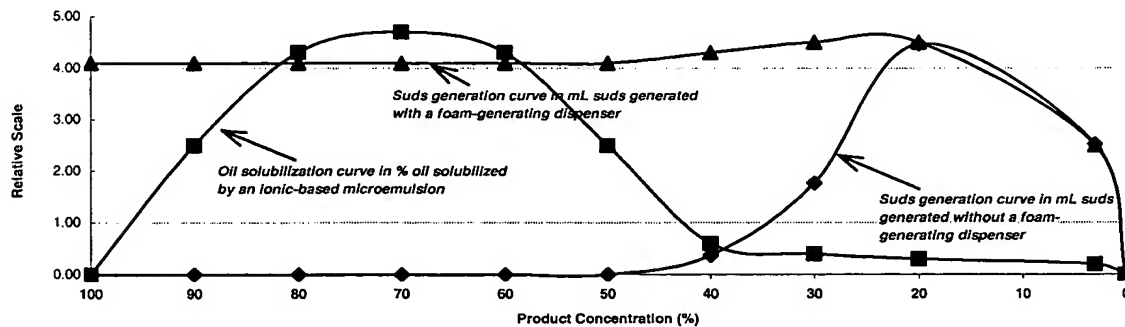 5.00
4.00
3.00
2.00
1.00
0.00
Relative Scale
Suds generation curve in mL suds generated
with a foam-generating dispenser
Oil solubilization curve in % oil solubilized
by an ionic-based microemulsion
Suds generation curve in mL suds
generated without a foam-
generating dispenser
100 90 80 70 60 50 40 30 20 10 0
Product Concentration (%)